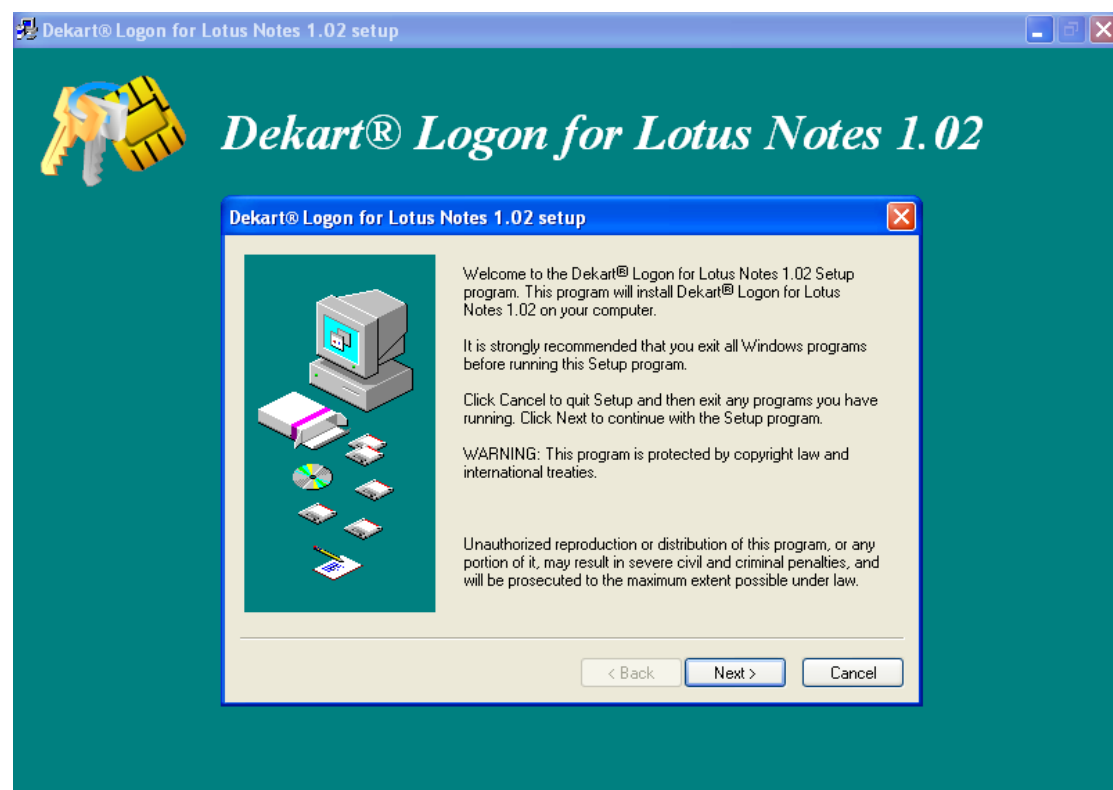 Dekart® Logon for Lotus Notes 1.02 setup
Dekart® Logon for Lotus Notes 1.02
Dekart® Logon for Lotus Notes 1.02 setup
Welcome to the Dekart® Logon for Lotus Notes 1.02 Setup
program. This program will install Dekart® Logon for Lotus
Notes 1.02 on your computer.
It is strongly recommended that you exit all Windows programs
before running this Setup program.
Click Cancel to quit Setup and then exit any programs you have
running. Click Next to continue with the Setup program.
WARNING: This program is protected by copyright law and
international treaties.
Unauthorized reproduction or distribution of this program, or any
portion of it, may result in severe civil and criminal penalties, and
will be prosecuted to the maximum extent possible under law.
< Back Next > Cancel